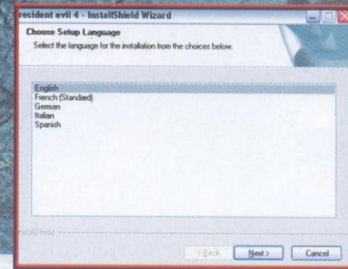 resident evil 4 - InstallShield Wizard
Choose Setup Language
Select the language for the installation from the choices below.
English
French (Standard)
German
Italian
Spanish
InstallShield
< Back Next > Cancel